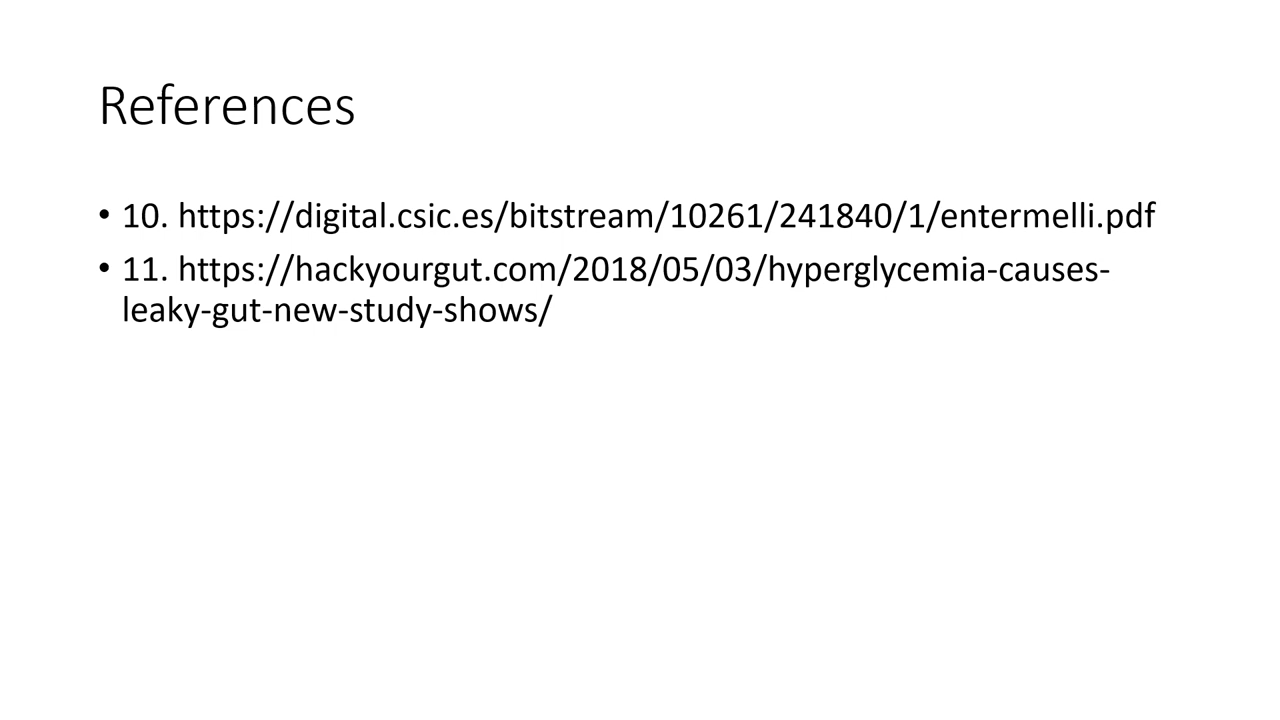 References
• 10. https://digital.csic.es/bitstream/10261/241840/1/entermelli.pdf
• 11. https://hackyourgut.com/2018/05/03/hyperglycemia-causes-
leaky-gut-new-study-shows/